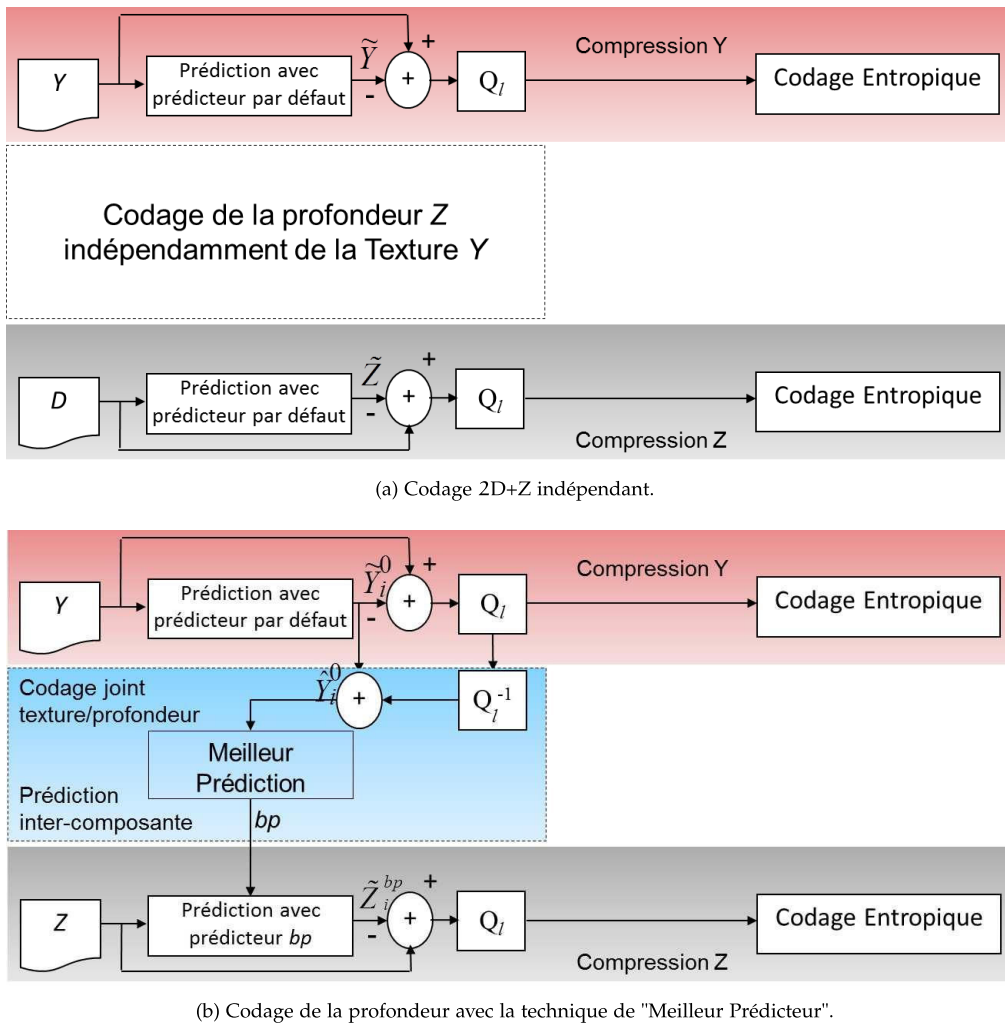 Y
Prédiction avec
prédicteur par défaut
Ỹ
+
-
+
Q_l
Compression Y
Codage Entropique
Codage de la profondeur Z
indépendamment de la Texture Y
D
Prédiction avec
prédicteur par défaut
Z̃
+
-
+
Q_l
Compression Z
Codage Entropique
(a) Codage 2D+Z indépendant.
Y
Prédiction avec
prédicteur par défaut
Ỹ_i^0
+
-
+
Q_l
Compression Y
Codage Entropique
Codage joint
texture/profondeur
Ŷ_i^0
+
Q_l^-1
Meilleur
Prédiction
Prédiction
inter-composante
bp
Z
Prédiction avec
prédicteur bp
Z̃_i^bp
+
-
+
Q_l
Compression Z
Codage Entropique
(b) Codage de la profondeur avec la technique de "Meilleur Prédicteur".